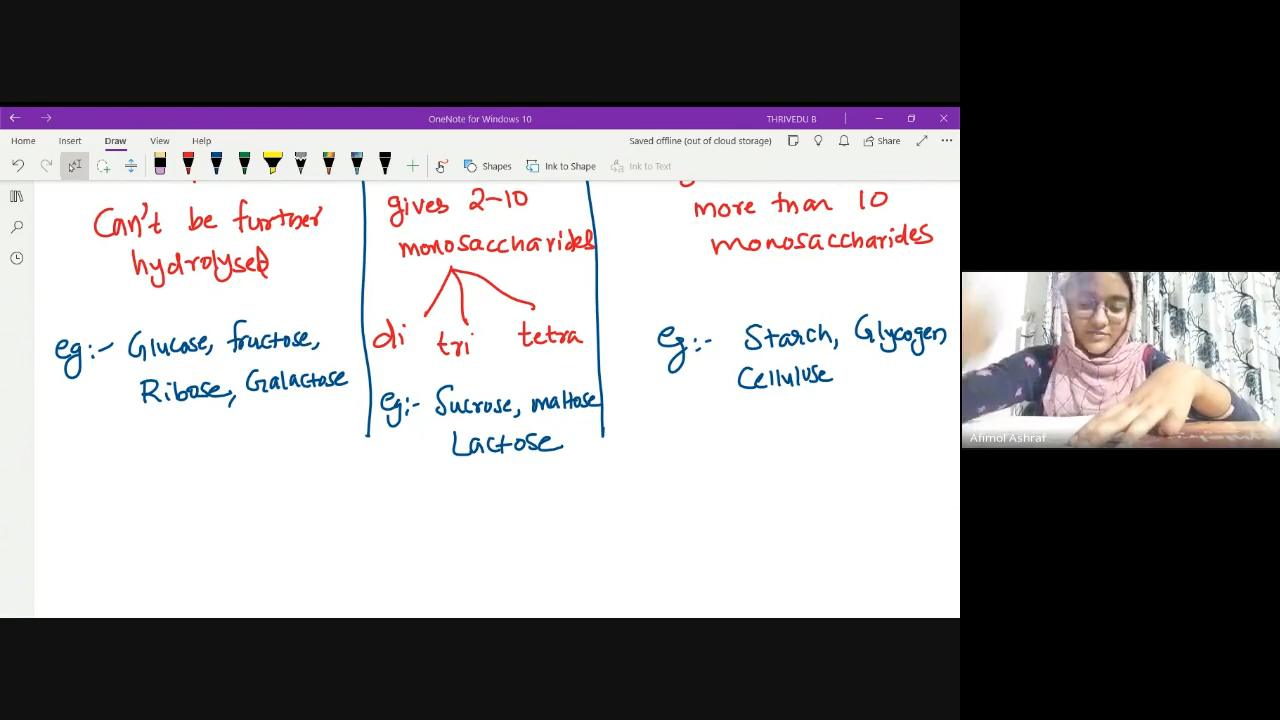 OneNote for Windows 10
THRIVEDU B
Home Insert Draw View Help
Saved offline (out of cloud storage)
Share
Shapes
Ink to Shape
Ink to Text
Can't be further
hydrolysed
eg:- Glucose, fructose,
Ribose, Galactose
gives 2-10
monosaccharides
di tri tetra
eg:- Sucrose, maltose
Lactose
more than 10
monosaccharides
eg:- Starch, Glycogen,
Cellulose
Afimol Ashraf